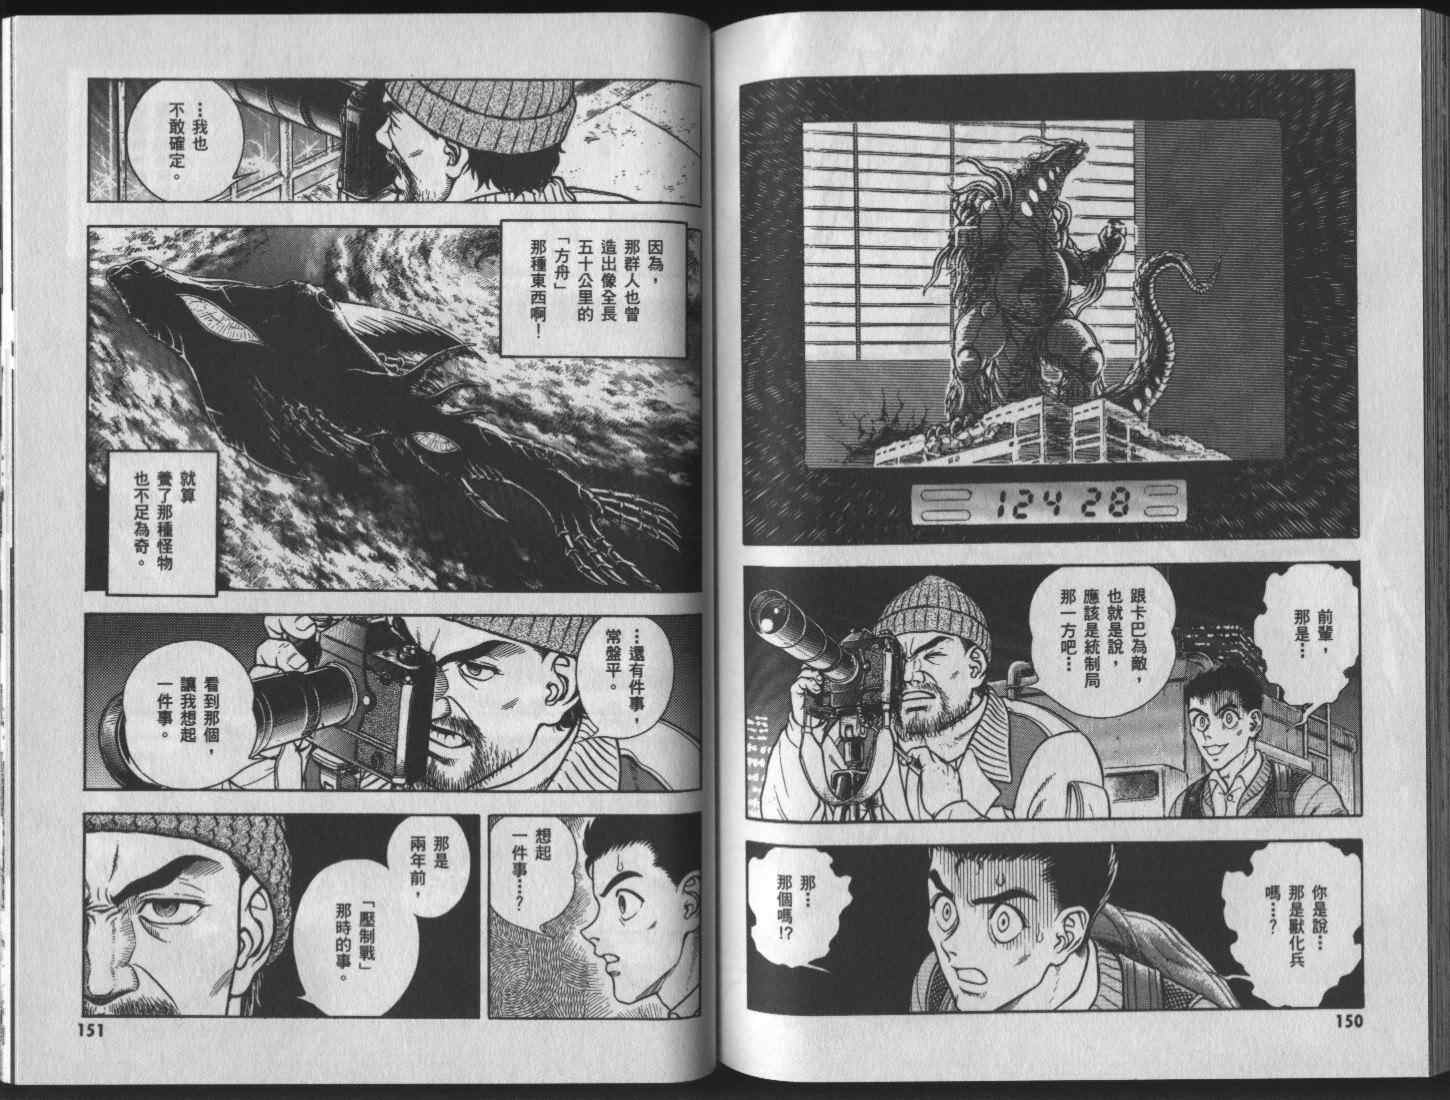 124 28
前輩，
那是…
跟卡巴為敵，
也就是說，
應該是統制局
那一方吧…
你是說…
那是獸化兵
嗎…？
那…
那個嗎!?
150
…我也
不敢確定。
因為，
那群人也曾
造出像全長
五十公里的
「方舟」
那種東西啊！
就算
養了那種怪物
也不足為奇。
…還有件事，
常盤平。
看到那個，
讓我想起
一件事。
想起
一件事…？
那是
兩年前，
「壓制戰」
那時的事。
151